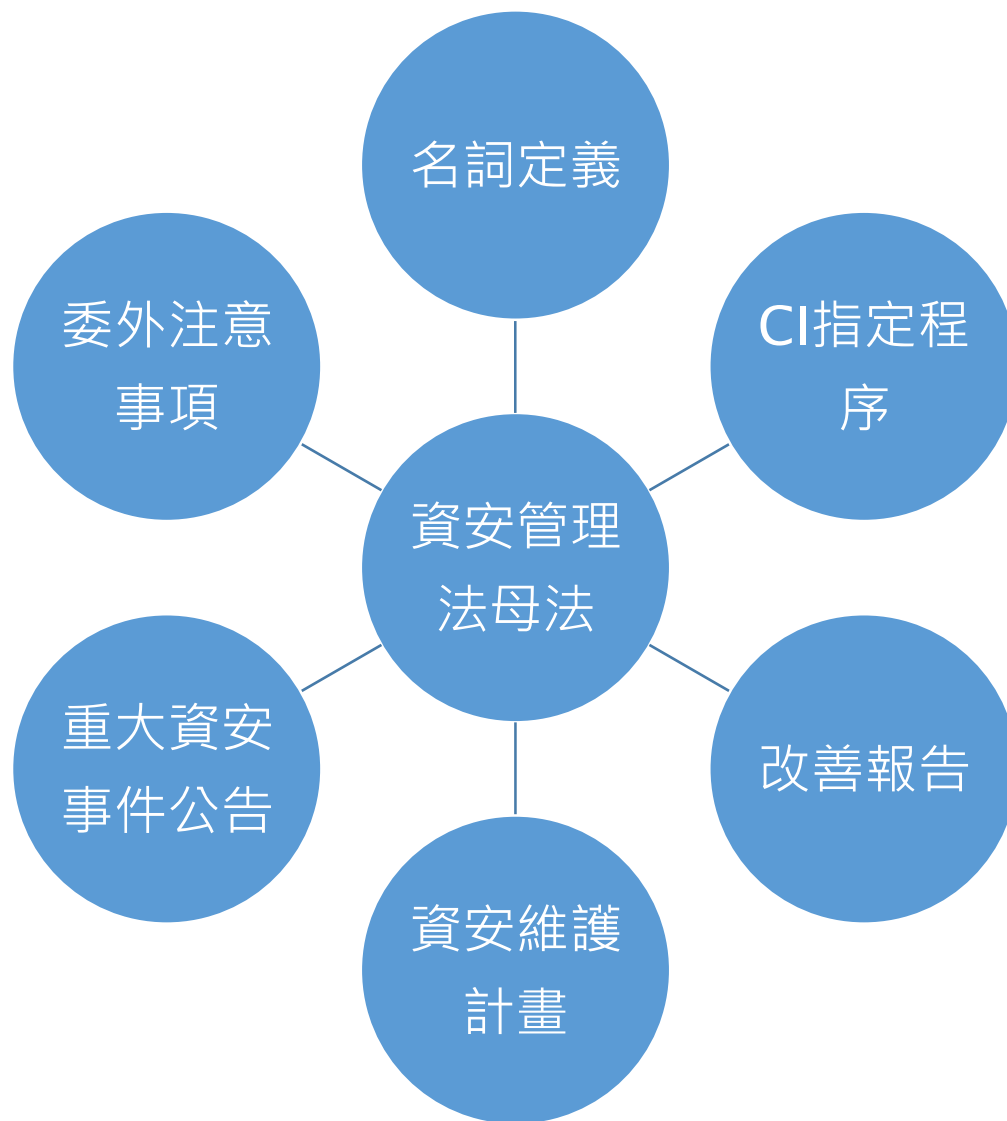 名詞定義
委外注意
事項
CI指定程
序
資安管理
法母法
重大資安
事件公告
改善報告
資安維護
計畫